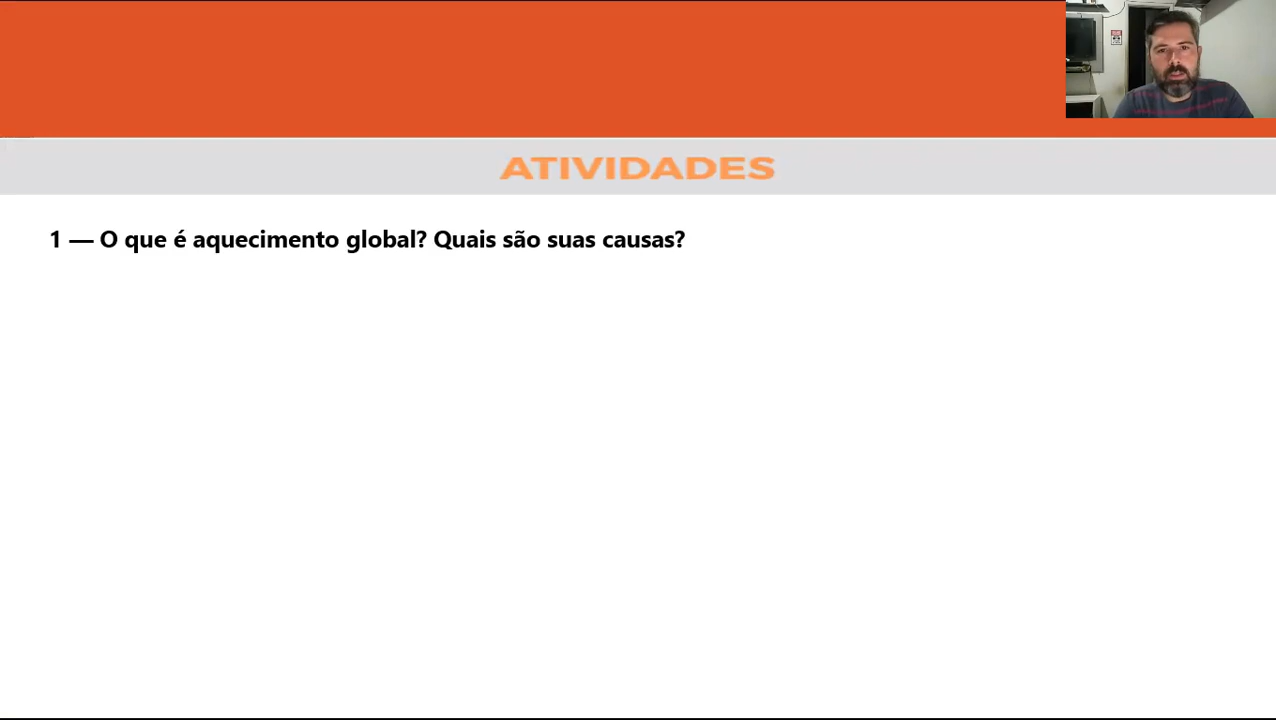 ATIVIDADES
1 — O que é aquecimento global? Quais são suas causas?